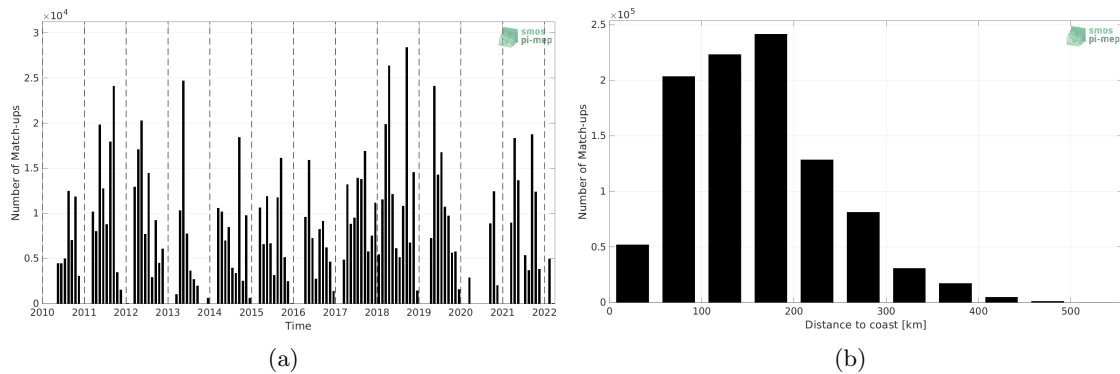 ×10⁴
3
2.5
2
1.5
1
0.5
0
2010 2011 2012 2013 2014 2015 2016 2017 2018 2019 2020 2021 2022
Number of Match-ups
Time
smos
pi-mep
(a)
×10⁵
2.5
2
1.5
1
0.5
0
0 100 200 300 400 500
Number of Match-ups
Distance to coast [km]
smos
pi-mep
(b)